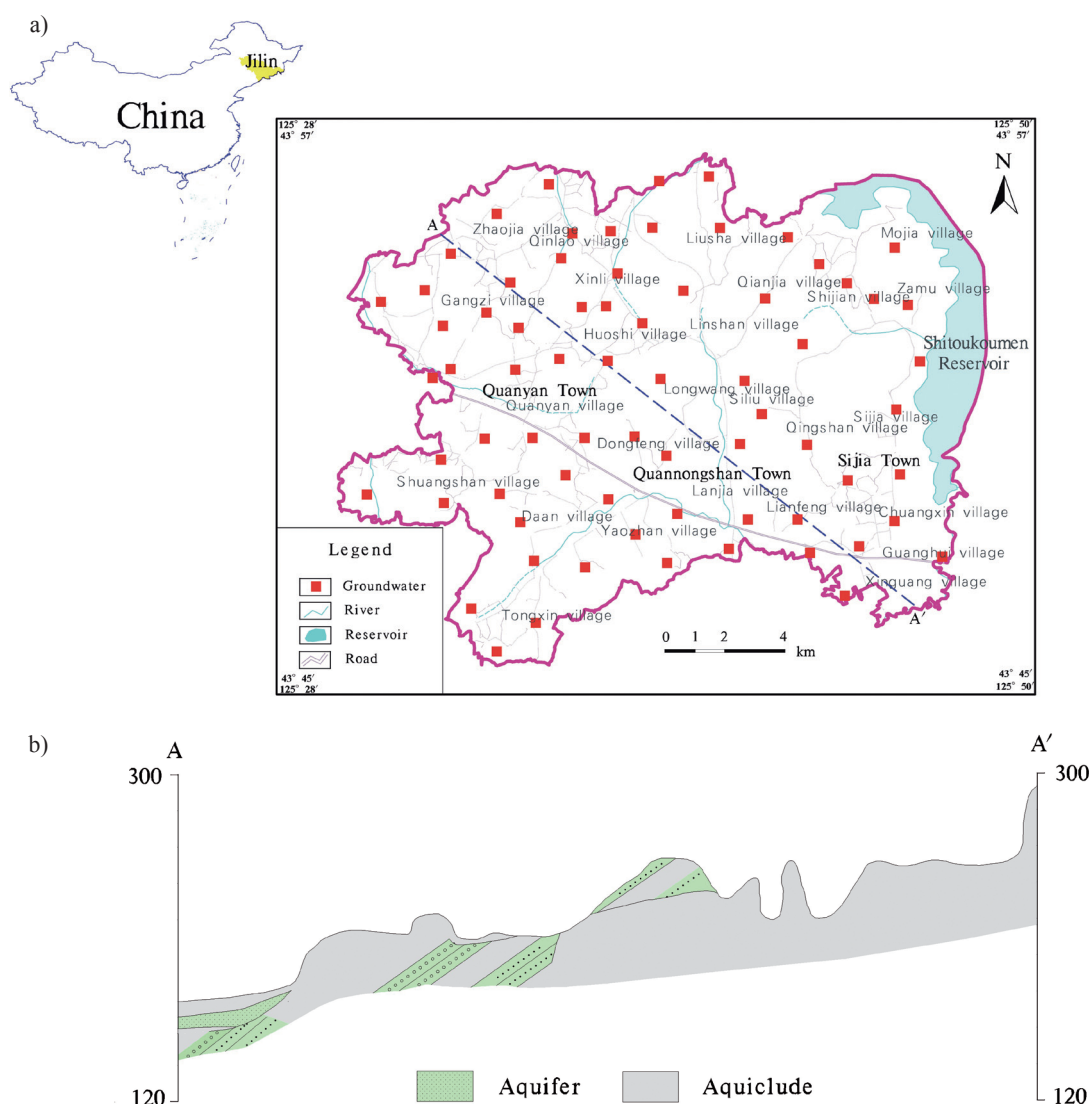 a)
Jilin
China
125° 28′
43° 57′
125° 50′
43° 57′
N
A
Zhaojia village
Qinlao village
Liusha village
Mojia village
Xinli village
Qianjia village
Zamu village
Gangzi village
Shijian village
Linshan village
Huoshi village
Shitoukoumen
Reservoir
Quanyan Town
Longwang village
Quanyan village
Siliu village
Sijia village
Qingshan village
Dongfeng village
Sijia Town
Quannongshan Town
Shuangshan village
Lanjia village
Lianfeng village
Chuangxin village
Daan village
Yaozhan village
Guanghui village
Xinguang village
Tongxin village
A′
Legend
Groundwater
River
Reservoir
Road
0 1 2 4
km
43° 45′
125° 28′
43° 45′
125° 50′
b)
A
A′
300
300
120
120
Aquifer
Aquiclude